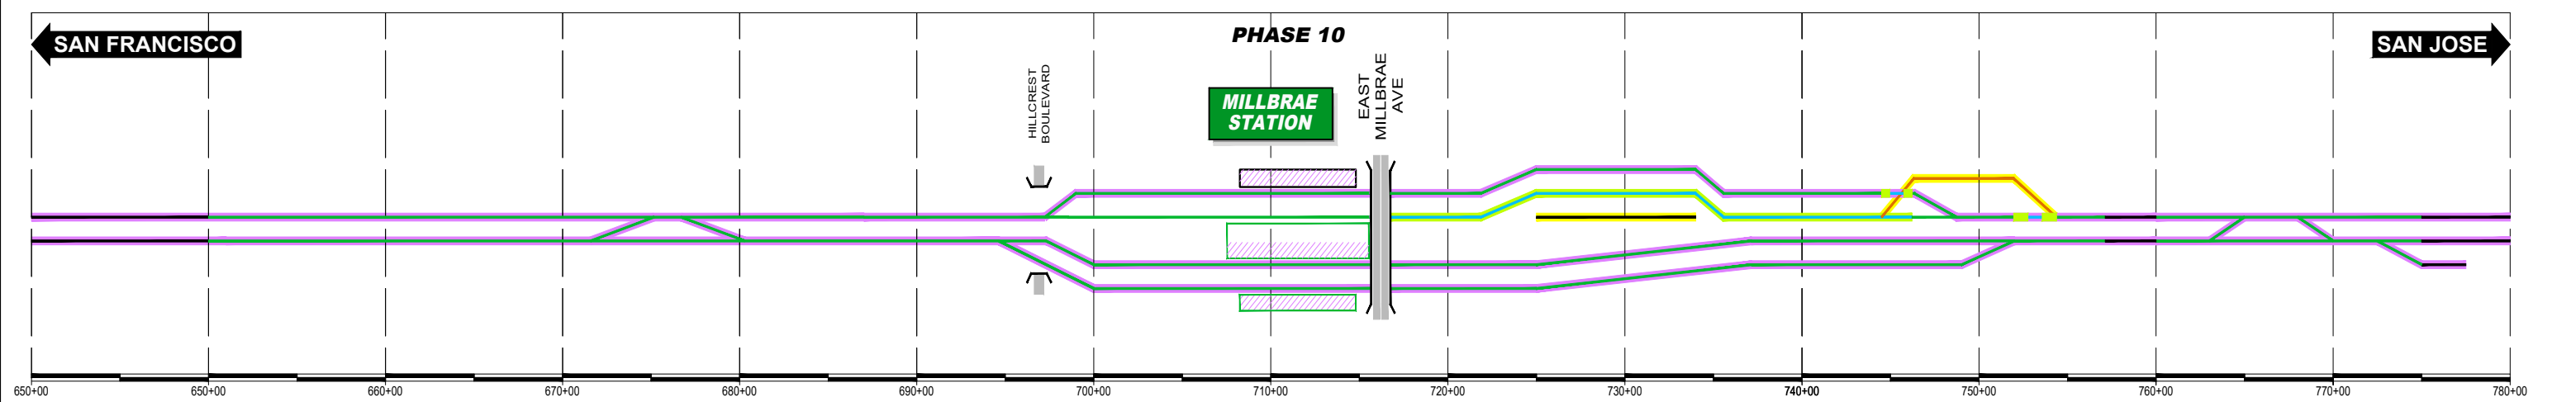 PHASE 10
SAN FRANCISCO
SAN JOSE
HILLCREST
BOULEVARD
MILLBRAE
STATION
EAST
MILLBRAE
AVE
650+00
650+00
660+00
670+00
680+00
690+00
700+00
710+00
720+00
730+00
740+00
750+00
760+00
770+00
780+00